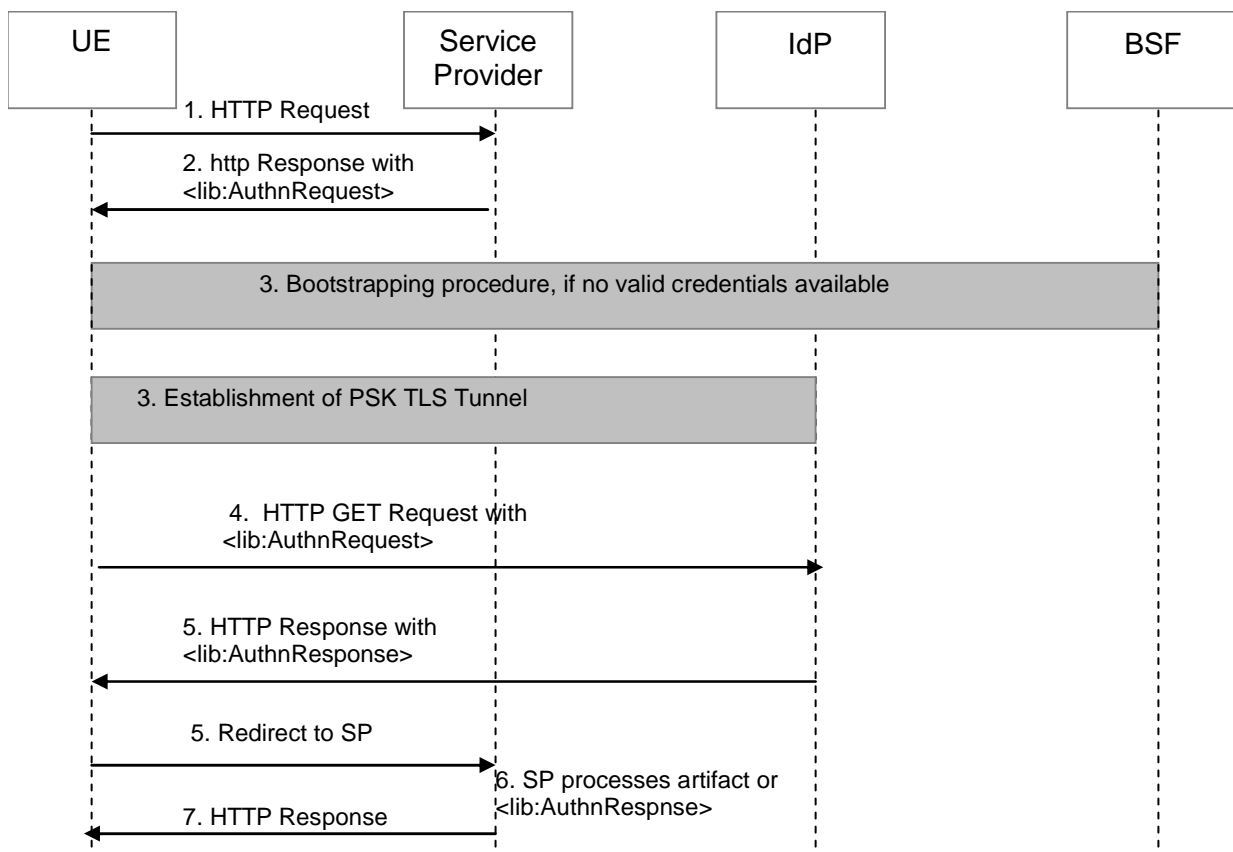 UE
Service
Provider
IdP
BSF
1. HTTP Request
2. http Response with
<lib:AuthnRequest>
3. Bootstrapping procedure, if no valid credentials available
3. Establishment of PSK TLS Tunnel
4. HTTP GET Request with
<lib:AuthnRequest>
5. HTTP Response with
<lib:AuthnResponse>
5. Redirect to SP
6. SP processes artifact or
<lib:AuthnRespnse>
7. HTTP Response